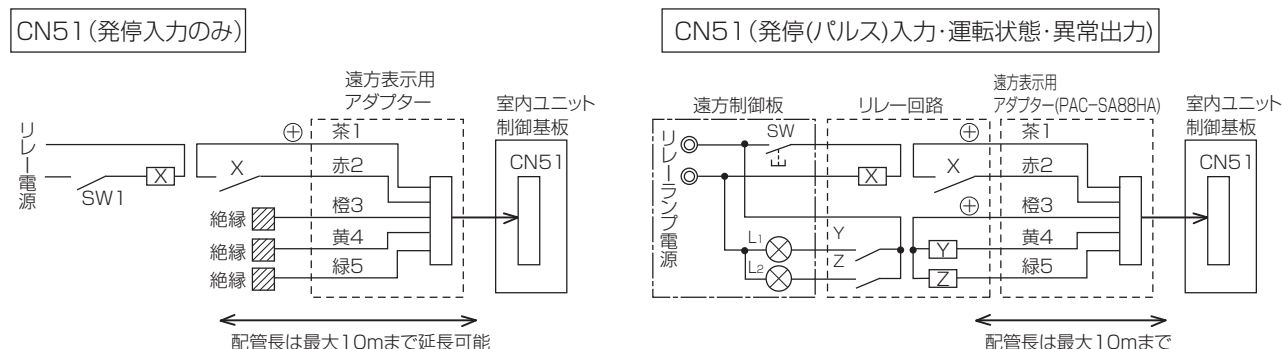 CN51(発停入力のみ)
遠方表示用
アダプター
室内ユニット
制御基板
CN51
リレー電源
SW1
X
X
⊕
茶1
赤2
橙3
黄4
緑5
絶縁
絶縁
絶縁
配管長は最大10mまで延長可能
CN51(発停(パルス)入力・運転状態・異常出力)
遠方制御板
リレー回路
遠方表示用
アダプター(PAC-SA88HA)
室内ユニット
制御基板
CN51
リレーランプ電源
SW
X
X
⊕
茶1
赤2
⊕
橙3
L1
Y
Y
黄4
L2
Z
Z
緑5
配管長は最大10mまで